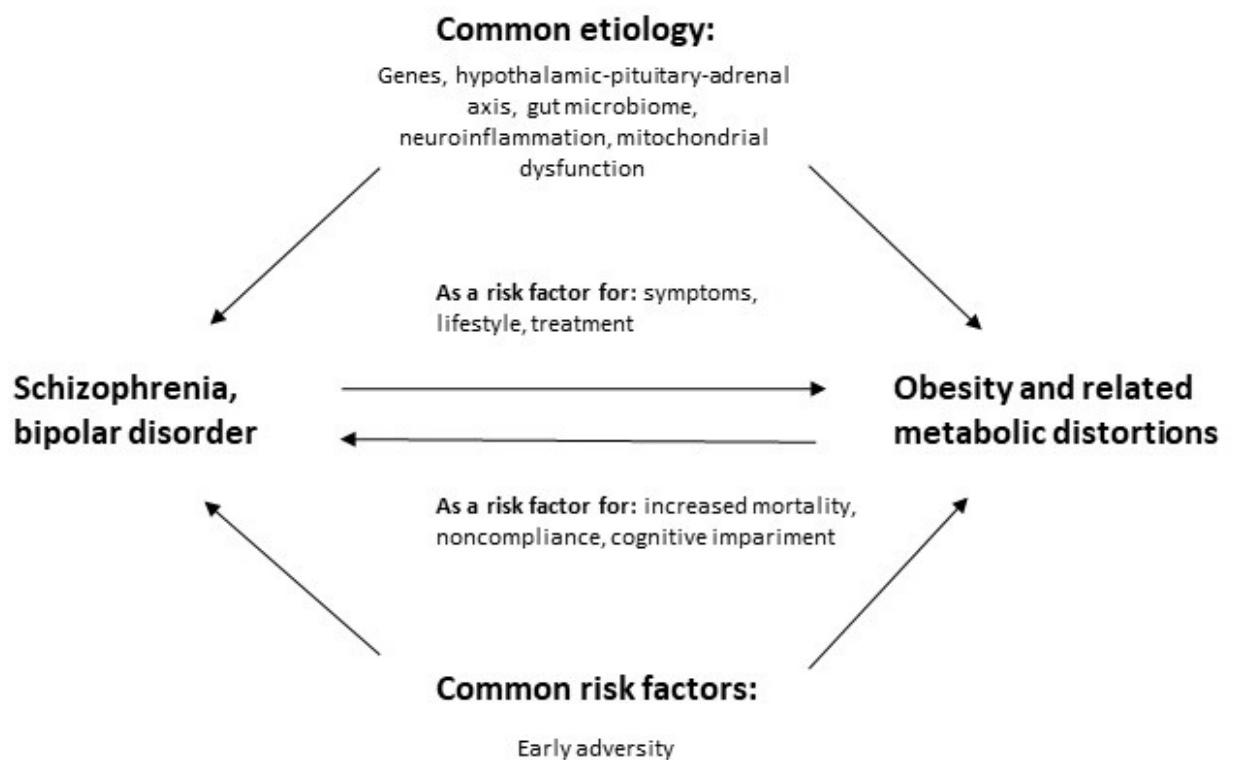 Common etiology:
Genes, hypothalamic-pituitary-adrenal
axis, gut microbiome,
neuroinflammation, mitochondrial
dysfunction
As a risk factor for: symptoms,
lifestyle, treatment
Schizophrenia,
bipolar disorder
Obesity and related
metabolic distortions
As a risk factor for: increased mortality,
noncompliance, cognitive impariment
Common risk factors:
Early adversity